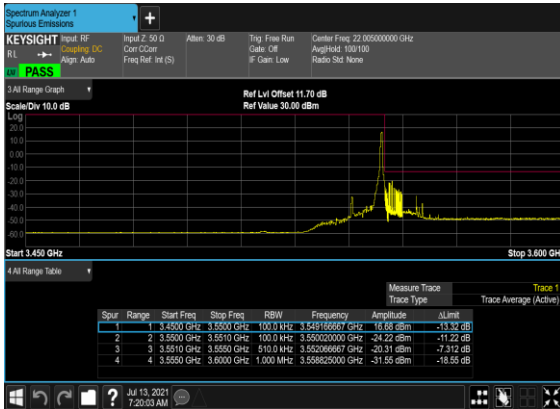 Spectrum Analyzer 1
Spurious Emissions
+
KEYSIGHT Input: RF Input Z: 50 Ω Atten: 30 dB Trig: Free Run Center Freq: 22.005000000 GHz
RL Coupling: DC Corr CCorr Gate: Off Avg|Hold: 100/100
Align: Auto Freq Ref: Int (S) IF Gain: Low Radio Std: None
LXI PASS
3 All Range Graph
Ref Lvl Offset 11.70 dB
Scale/Div 10.0 dB Ref Value 30.00 dBm
Log
20.0
10.0
0.00
-10.0
-20.0
-30.0
-40.0
-50.0
-60.0
Start 3.450 GHz Stop 3.600 GH
4 All Range Table
Measure Trace Trace 1
Trace Type Trace Average (Active)
Spur Range Start Freq Stop Freq RBW Frequency Amplitude ΔLimit
1 1 3.4500 GHz 3.5500 GHz 100.0 kHz 3.549166667 GHz 16.68 dBm -13.32 dB
2 2 3.5500 GHz 3.5510 GHz 100.0 kHz 3.550020000 GHz -24.22 dBm -11.22 dB
3 3 3.5510 GHz 3.5550 GHz 510.0 kHz 3.552066667 GHz -20.31 dBm -7.312 dB
4 4 3.5550 GHz 3.6000 GHz 1.000 MHz 3.558825000 GHz -31.55 dBm -18.55 dB
? Jul 13, 2021
7:20:03 AM